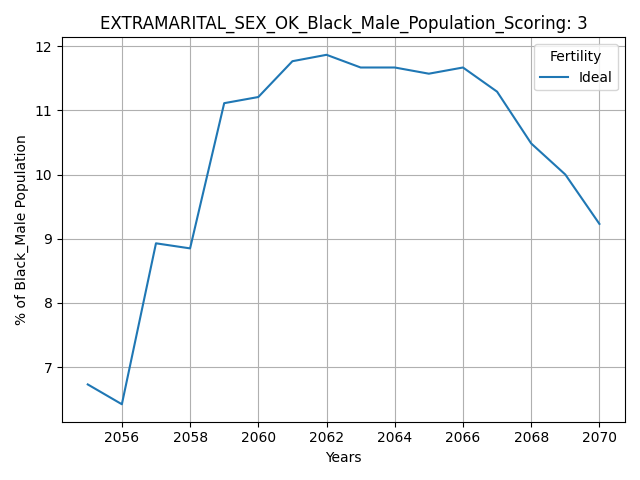 EXTRAMARITAL_SEX_OK_Black_Male_Population_Scoring: 3
Fertility
Ideal
% of Black_Male Population
12
11
10
9
8
7
2056 2058 2060 2062 2064 2066 2068 2070
Years